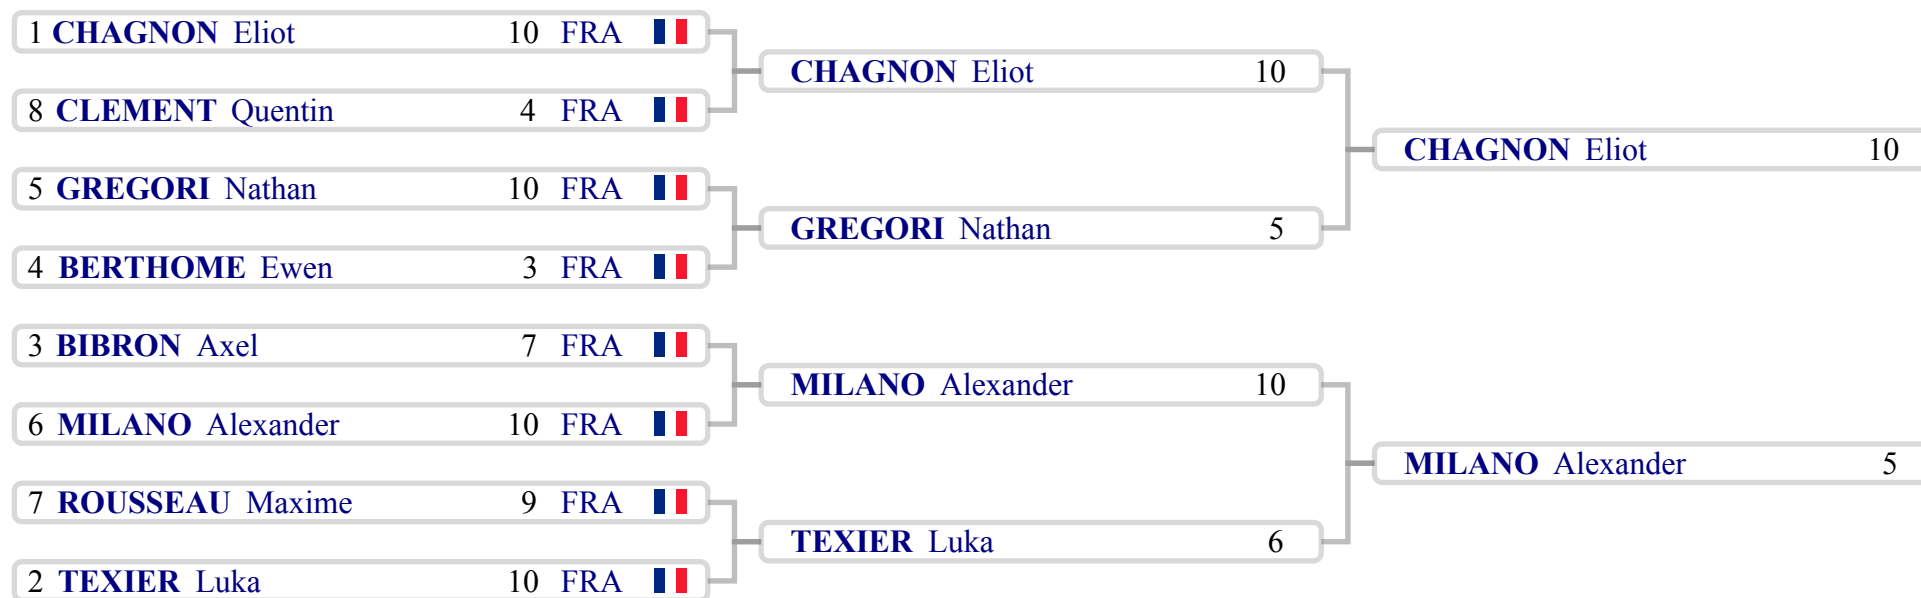 1 CHAGNON Eliot 10 FRA
8 CLEMENT Quentin 4 FRA
5 GREGORI Nathan 10 FRA
4 BERTHOME Ewen 3 FRA
3 BIBRON Axel 7 FRA
6 MILANO Alexander 10 FRA
7 ROUSSEAU Maxime 9 FRA
2 TEXIER Luka 10 FRA
CHAGNON Eliot 10
GREGORI Nathan 5
MILANO Alexander 10
TEXIER Luka 6
CHAGNON Eliot 10
MILANO Alexander 5